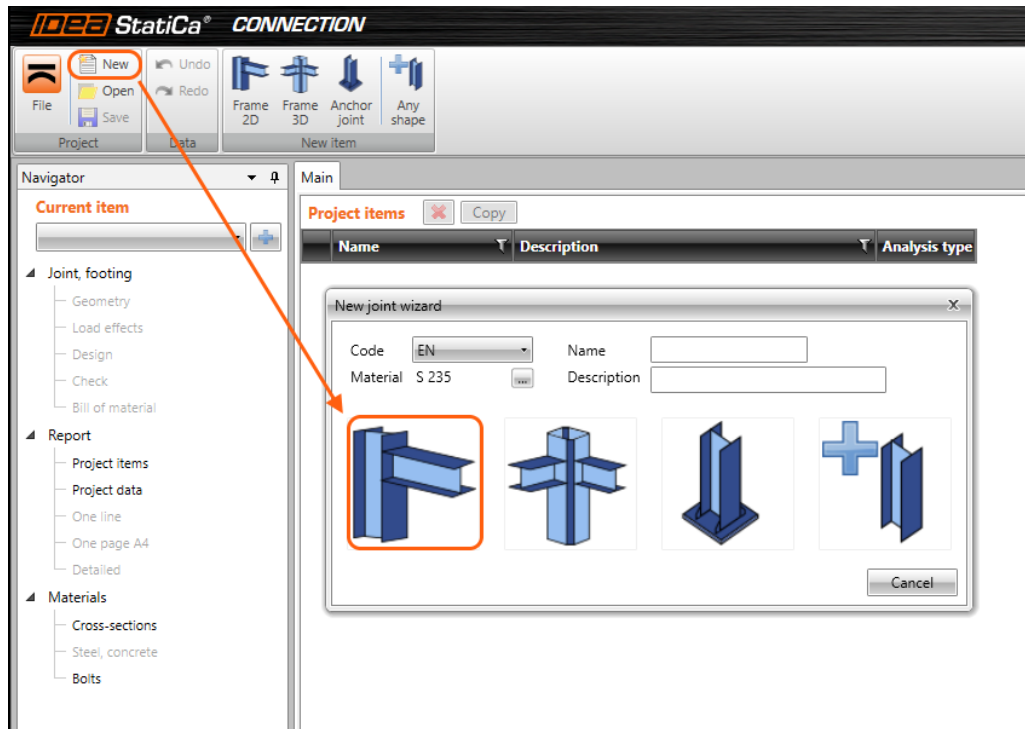 IDEA StatiCa® CONNECTION
File
New
Open
Save
Project
Undo
Redo
Data
Frame 2D
Frame 3D
Anchor joint
Any shape
New item
Navigator
Current item
Joint, footing
Geometry
Load effects
Design
Check
Bill of material
Report
Project items
Project data
One line
One page A4
Detailed
Materials
Cross-sections
Steel, concrete
Bolts
Main
Project items Copy
Name Description Analysis type
New joint wizard x
Code EN Name
Material S 235 ... Description
Cancel